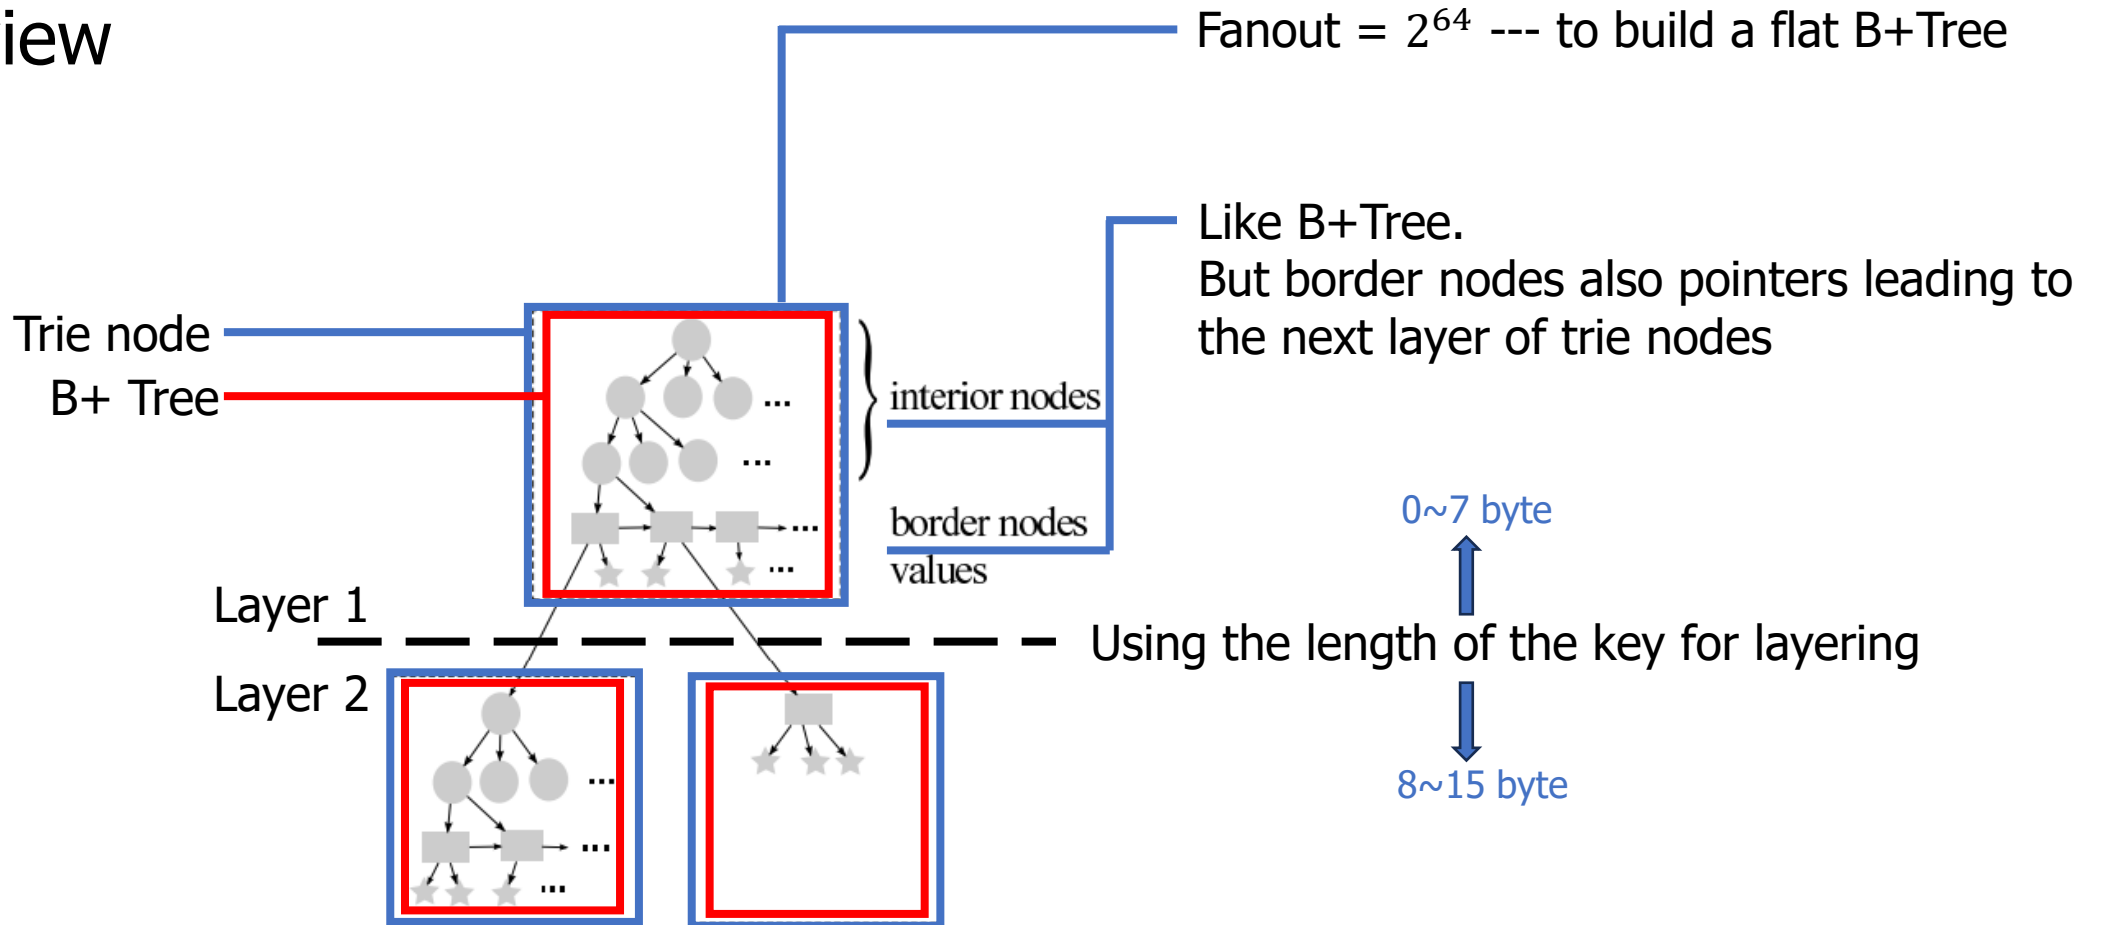 iew
Fanout = 2⁶⁴ --- to build a flat B+Tree
Like B+Tree.
But border nodes also pointers leading to
the next layer of trie nodes
Trie node
B+ Tree
...
interior nodes
...
border nodes
...
values
...
0~7 byte
Layer 1
Using the length of the key for layering
Layer 2
8~15 byte
...
...
...